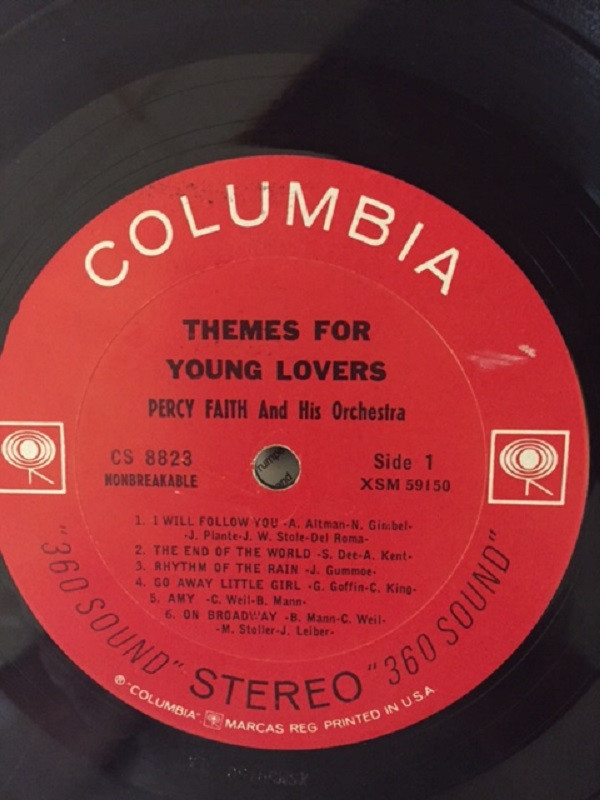 COLUMBIA
THEMES FOR
YOUNG LOVERS
PERCY FAITH And His Orchestra
CS 8823
NONBREAKABLE
Side 1
XSM 59150
1. I WILL FOLLOW YOU -A. Altman-N. Gimbel-
-J. Plante-J. W. Stole-Del Roma-
2. THE END OF THE WORLD -S. Dee-A. Kent-
3. RHYTHM OF THE RAIN -J. Gummoe-
4. GO AWAY LITTLE GIRL -G. Goffin-C. King-
5. AMY -C. Weil-B. Mann-
6. ON BROADWAY -B. Mann-C. Weil-
-M. Stoller-J. Leiber-
"360 SOUND" STEREO "360 SOUND"
Ⓟ "COLUMBIA", MARCAS REG. PRINTED IN U.S.A.